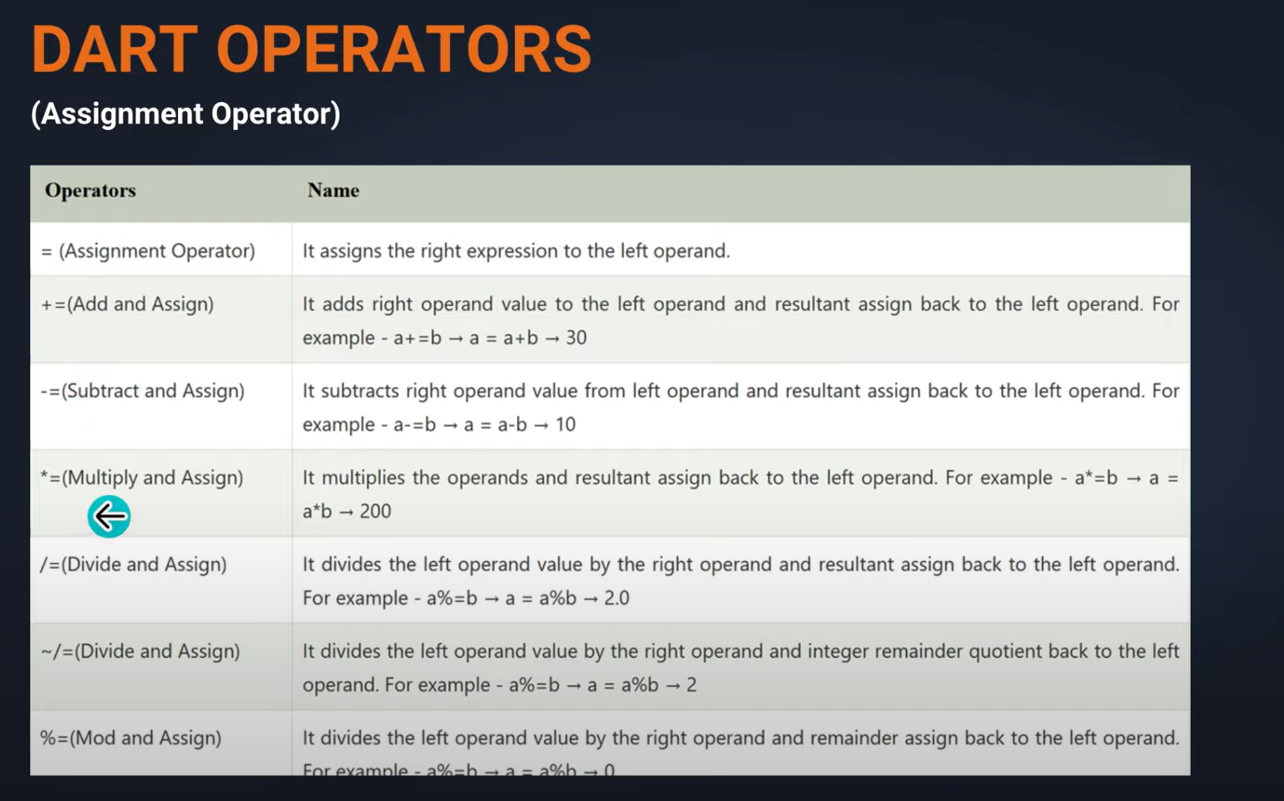 DART OPERATORS
(Assignment Operator)
Operators Name
= (Assignment Operator) It assigns the right expression to the left operand.
+=(Add and Assign) It adds right operand value to the left operand and resultant assign back to the left operand. For
example - a+=b → a = a+b → 30
-=(Subtract and Assign) It subtracts right operand value from left operand and resultant assign back to the left operand. For
example - a-=b → a = a-b → 10
*=(Multiply and Assign) It multiplies the operands and resultant assign back to the left operand. For example - a*=b → a =
a*b → 200
/=(Divide and Assign) It divides the left operand value by the right operand and resultant assign back to the left operand.
For example - a%=b → a = a%b → 2.0
~/=(Divide and Assign) It divides the left operand value by the right operand and integer remainder quotient back to the left
operand. For example - a%=b → a = a%b → 2
%=(Mod and Assign) It divides the left operand value by the right operand and remainder assign back to the left operand.
For example - a%=b → a = a%b → 0